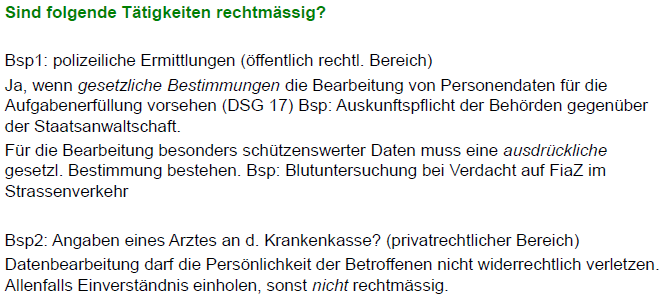 Sind folgende Tätigkeiten rechtmässig?
Bsp1: polizeiliche Ermittlungen (öffentlich rechtl. Bereich)
Ja, wenn gesetzliche Bestimmungen die Bearbeitung von Personendaten für die
Aufgabenerfüllung vorsehen (DSG 17) Bsp: Auskunftspflicht der Behörden gegenüber
der Staatsanwaltschaft.
Für die Bearbeitung besonders schützenswerter Daten muss eine ausdrückliche
gesetzl. Bestimmung bestehen. Bsp: Blutuntersuchung bei Verdacht auf FiaZ im
Strassenverkehr
Bsp2: Angaben eines Arztes an d. Krankenkasse? (privatrechtlicher Bereich)
Datenbearbeitung darf die Persönlichkeit der Betroffenen nicht widerrechtlich verletzen.
Allenfalls Einverständnis einholen, sonst nicht rechtmässig.